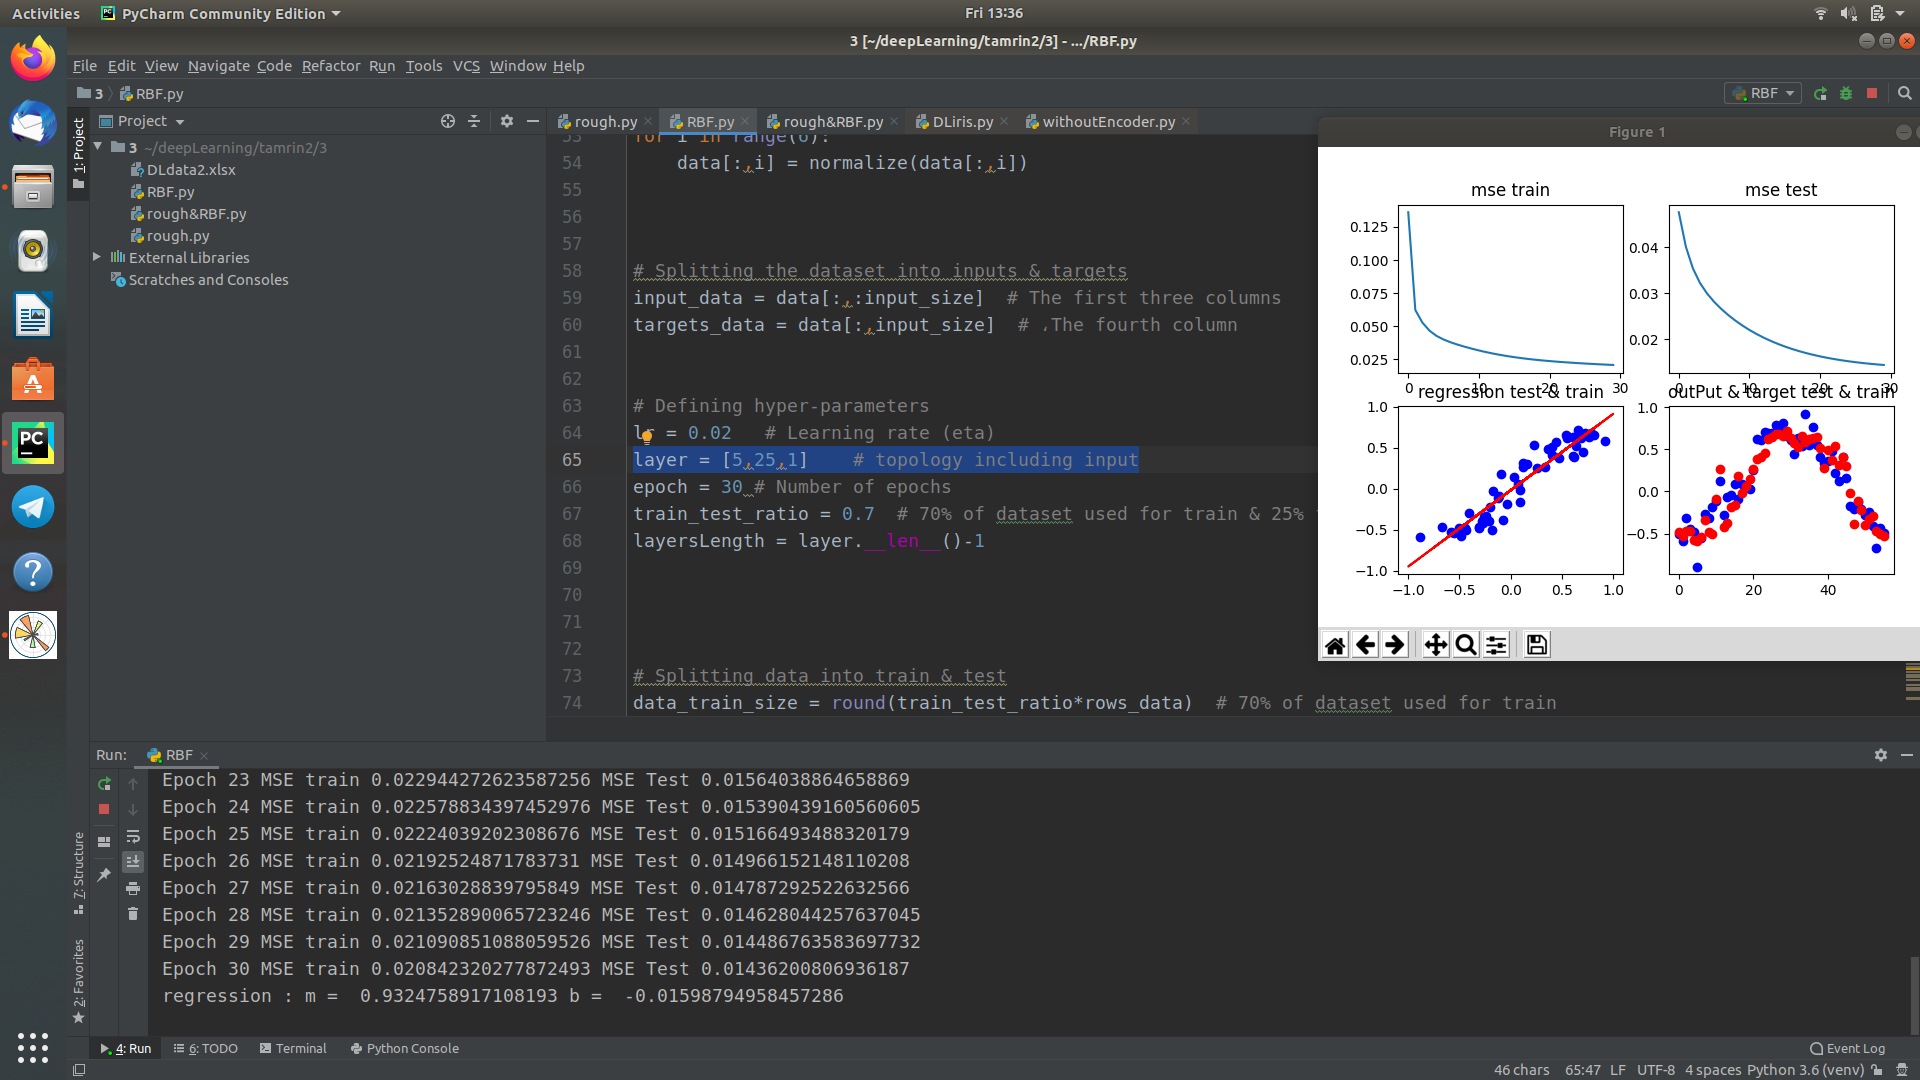 Activities PyCharm Community Edition Fri 13:36
3 [~/deepLearning/tamrin2/3] - .../RBF.py
File Edit View Navigate Code Refactor Run Tools VCS Window Help
3 RBF.py RBF
Project
rough.py RBF.py rough&RBF.py DLiris.py withoutEncoder.py
1: Project
3 ~/deepLearning/tamrin2/3
DLdata2.xlsx
RBF.py
rough&RBF.py
rough.py
External Libraries
Scratches and Consoles
53 for i in range(6):
54 data[:,i] = normalize(data[:,i])
55
56
57
58 # Splitting the dataset into inputs & targets
59 input_data = data[:,:input_size] # The first three columns
60 targets_data = data[:,input_size] # ،The fourth column
61
62
63 # Defining hyper-parameters
64 lr = 0.02 # Learning rate (eta)
65 layer = [5,25,1] # topology including input
66 epoch = 30 # Number of epochs
67 train_test_ratio = 0.7 # 70% of dataset used for train & 25%
68 layersLength = layer.__len__()-1
69
70
71
72
73 # Splitting data into train & test
74 data_train_size = round(train_test_ratio*rows_data) # 70% of dataset used for train
Figure 1
mse train
0.125
0.100
0.075
0.050
0.025
0 10 20 30
mse test
0.04
0.03
0.02
0 10 20 30
regression test & train
1.0
0.5
0.0
−0.5
−1.0
−1.0 −0.5 0.0 0.5 1.0
outPut & target test & train
1.0
0.5
0.0
−0.5
0 20 40
Run: RBF
Epoch 23 MSE train 0.022944272623587256 MSE Test 0.01564038864658869
Epoch 24 MSE train 0.022578834397452976 MSE Test 0.015390439160560605
Epoch 25 MSE train 0.02224039202308676 MSE Test 0.015166493488320179
Epoch 26 MSE train 0.02192524871783731 MSE Test 0.014966152148110208
Epoch 27 MSE train 0.02163028839795849 MSE Test 0.014787292522632566
Epoch 28 MSE train 0.021352890065723246 MSE Test 0.014628044257637045
Epoch 29 MSE train 0.021090851088059526 MSE Test 0.014486763583697732
Epoch 30 MSE train 0.020842320277872493 MSE Test 0.01436200806936187
regression : m = 0.9324758917108193 b = -0.01598794958457286
7: Structure
2: Favorites
4: Run 6: TODO Terminal Python Console Event Log
46 chars 65:47 LF UTF-8 4 spaces Python 3.6 (venv)